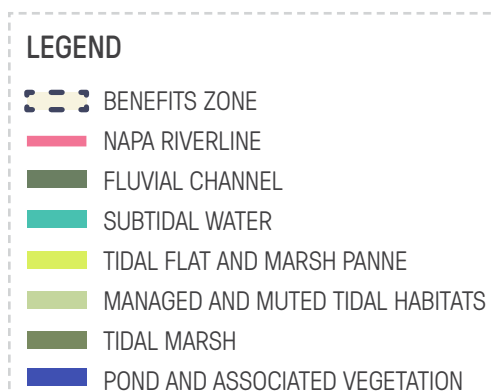 LEGEND
BENEFITS ZONE
NAPA RIVERLINE
FLUVIAL CHANNEL
SUBTIDAL WATER
TIDAL FLAT AND MARSH PANNE
MANAGED AND MUTED TIDAL HABITATS
TIDAL MARSH
POND AND ASSOCIATED VEGETATION